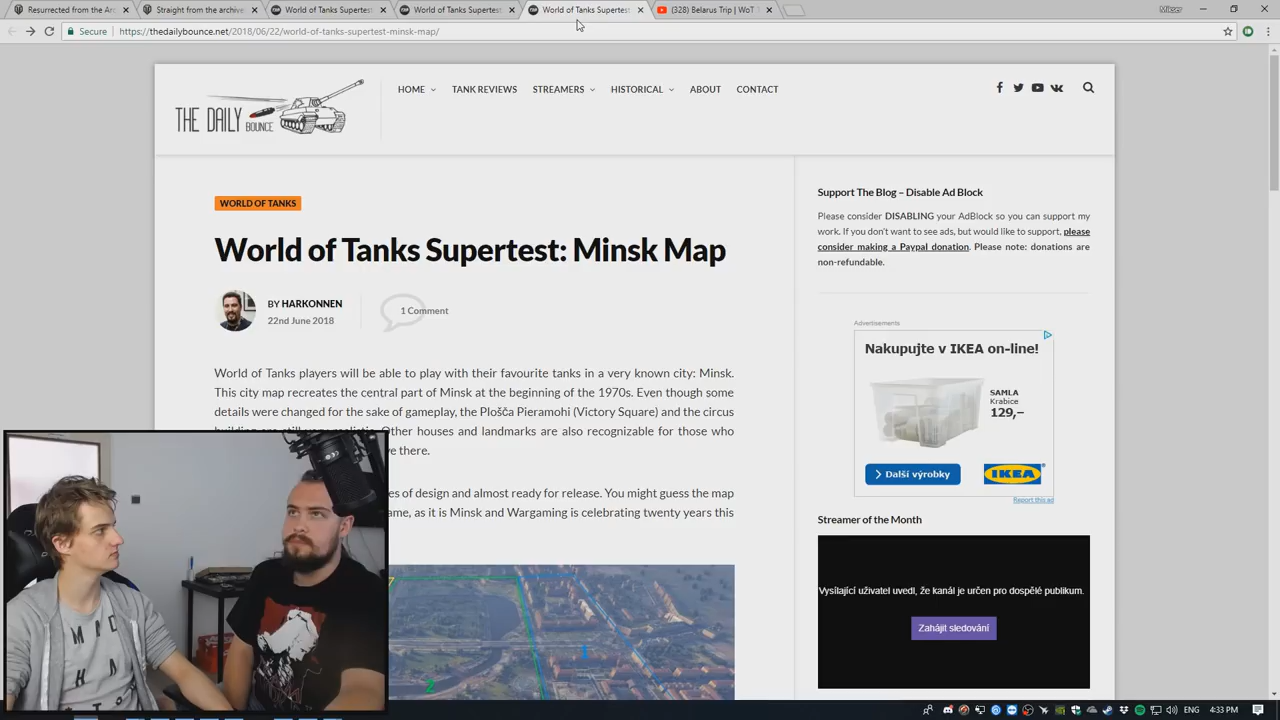 Resurrected from the Ar
Straight from the archive
World of Tanks Supertest:
World of Tanks Supertest:
World of Tanks Supertest:
(328) Belarus Trip | WoT
Secure
https://thedailybounce.net/2018/06/22/world-of-tanks-supertest-minsk-map/
THE DAILY BOUNCE
HOME
TANK REVIEWS
STREAMERS
HISTORICAL
ABOUT
CONTACT
WORLD OF TANKS
World of Tanks Supertest: Minsk Map
BY HARKONNEN
22nd June 2018
1 Comment
World of Tanks players will be able to play with their favourite tanks in a very known city: Minsk.
This city map recreates the central part of Minsk at the beginning of the 1970s. Even though some
details were changed for the sake of gameplay, the Plošča Pieramohi (Victory Square) and the circus
are still very realistic. Other houses and landmarks are also recognizable for those who
there.
es of design and almost ready for release. You might guess the map
ame, as it is Minsk and Wargaming is celebrating twenty years this
7
1
2
Support The Blog – Disable Ad Block
Please consider DISABLING your AdBlock so you can support my
work. If you don't want to see ads, but would like to support, please
consider making a Paypal donation. Please note: donations are
non-refundable.
Advertisements
Nakupujte v IKEA on-line!
SAMLA
Krabice
129,–
Další výrobky
IKEA
Report this ad
Streamer of the Month
Vysílající uživatel uvedl, že kanál je určen pro dospělé publikum.
Zahájit sledování
ENG
4:33 PM